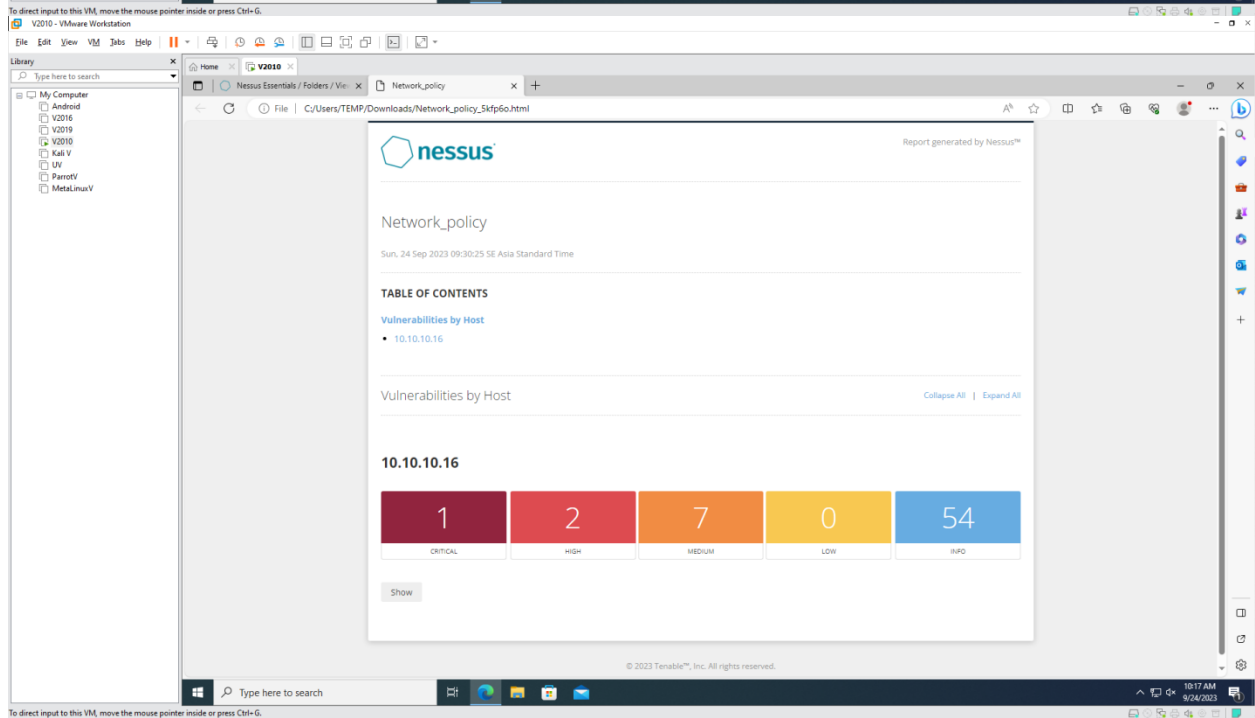 To direct input to this VM, move the mouse pointer inside or press Ctrl+G.
V2010 - VMware Workstation
File Edit View VM Tabs Help
Library
Type here to search
My Computer
Android
V2016
V2019
V2010
Kali V
UV
ParrotV
MetaLinuxV
Home
V2010
Nessus Essentials / Folders / Vie
Network_policy
File
C:/Users/TEMP/Downloads/Network_policy_5kfp6o.html
nessus
Report generated by Nessus™
Network_policy
Sun, 24 Sep 2023 09:30:25 SE Asia Standard Time
TABLE OF CONTENTS
Vulnerabilities by Host
• 10.10.10.16
Vulnerabilities by Host
Collapse All | Expand All
10.10.10.16
1 2 7 0 54
CRITICAL HIGH MEDIUM LOW INFO
Show
© 2023 Tenable™, Inc. All rights reserved.
Type here to search
10:17 AM
9/24/2023
To direct input to this VM, move the mouse pointer inside or press Ctrl+G.